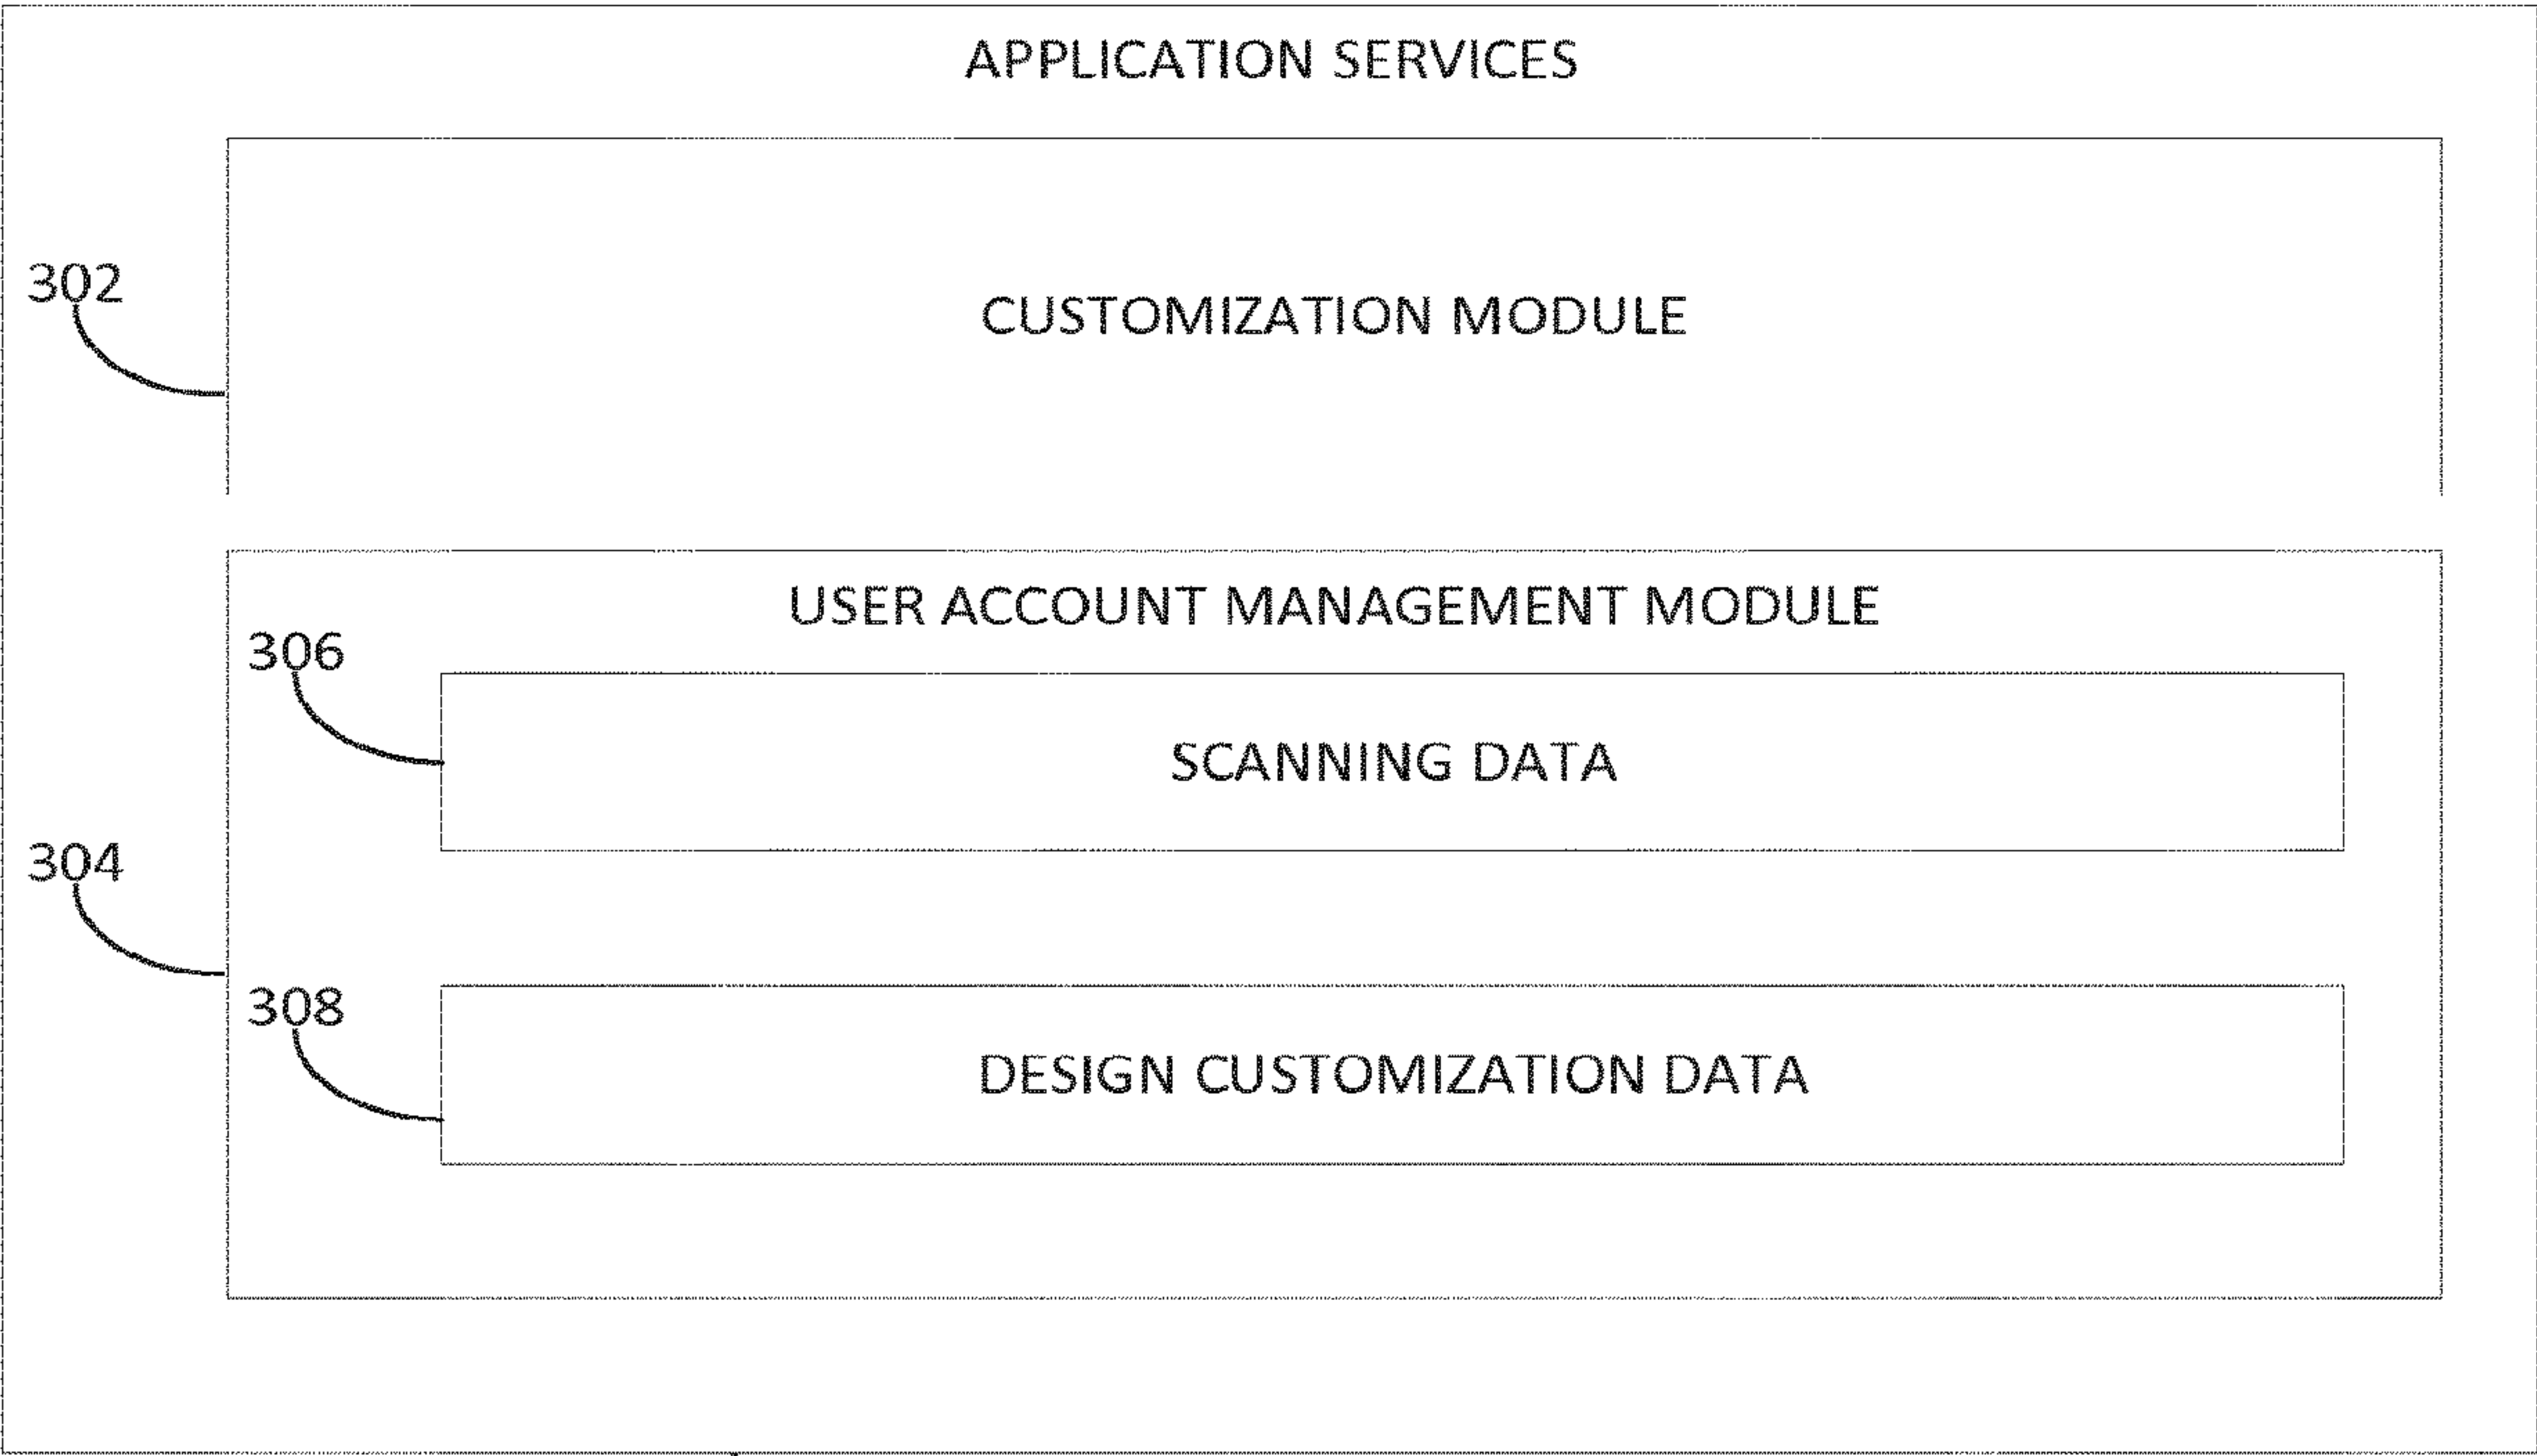 APPLICATION SERVICES
302
CUSTOMIZATION MODULE
USER ACCOUNT MANAGEMENT MODULE
306
SCANNING DATA
304
308
DESIGN CUSTOMIZATION DATA